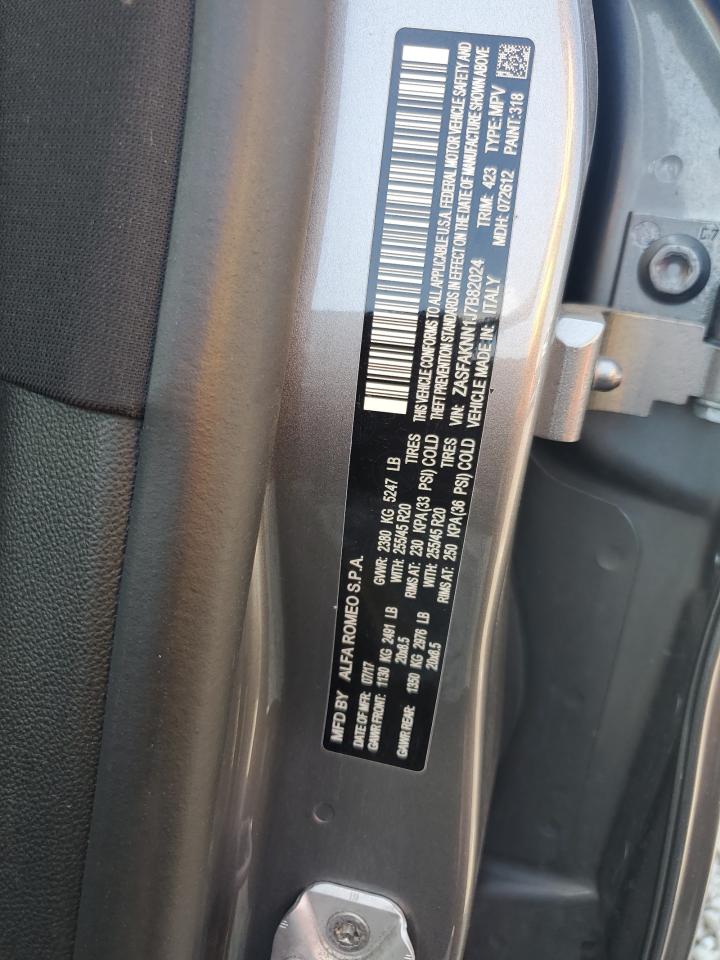 MFD BY ALFA ROMEO S.P.A.
DATE OF MFR: 07/17 GVWR: 2380 KG 5247 LB
GAWR FRONT: 1130 KG 2491 LB WITH: 255/45 R20 TIRES
20x8.5 RIMS AT: 230 KPA(33 PSI) COLD
GAWR REAR: 1350 KG 2976 LB WITH: 255/45 R20 TIRES
20x8.5 RIMS AT: 250 KPA(36 PSI) COLD
THIS VEHICLE CONFORMS TO ALL APPLICABLE U.S.A. FEDERAL MOTOR VEHICLE SAFETY AND
THEFT PREVENTION STANDARDS IN EFFECT ON THE DATE OF MANUFACTURE SHOWN ABOVE
VIN: ZASFAKNN1J7B82024 TRIM: 423 TYPE: MPV
VEHICLE MADE IN: ITALY MDH: 072612 PAINT: 318